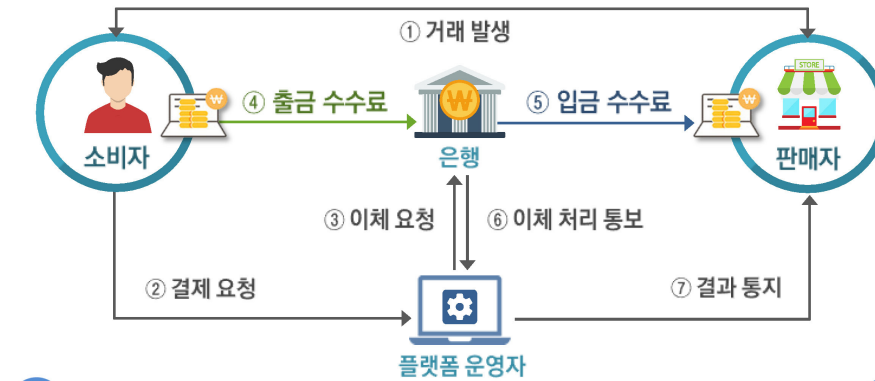 ① 거래 발생
STORE
④ 출금 수수료
⑤ 입금 수수료
소비자
은행
판매자
③ 이체 요청
⑥ 이체 처리 통보
② 결제 요청
⑦ 결과 통지
플랫폼 운영자